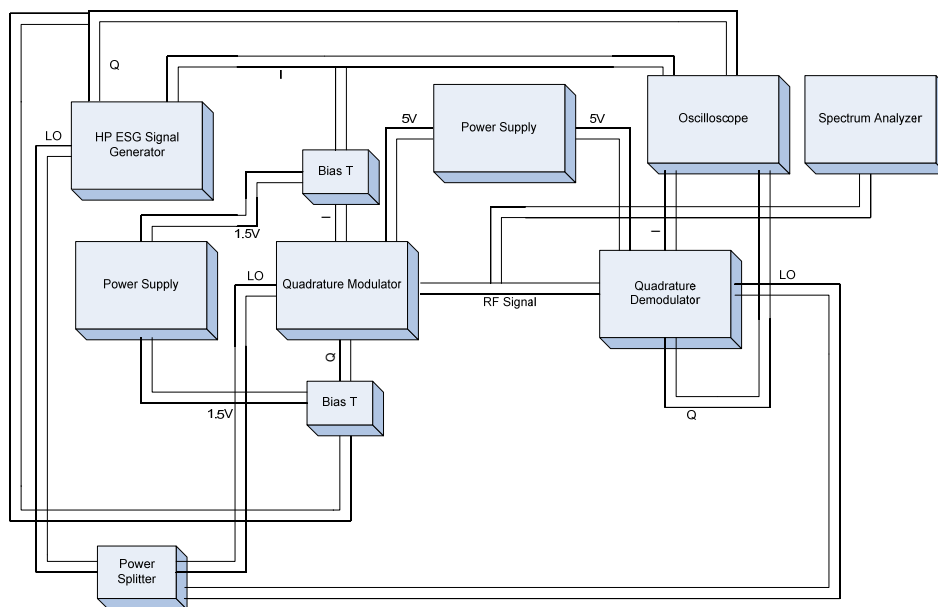 Q
I
LO
HP ESG Signal
Generator
5V
Power Supply
5V
Oscilloscope
Spectrum Analyzer
Bias T
I
1.5V
I
Power Supply
LO
Quadrature Modulator
RF Signal
Quadrature
Demodulator
LO
Q
Bias T
1.5V
Q
Power
Splitter